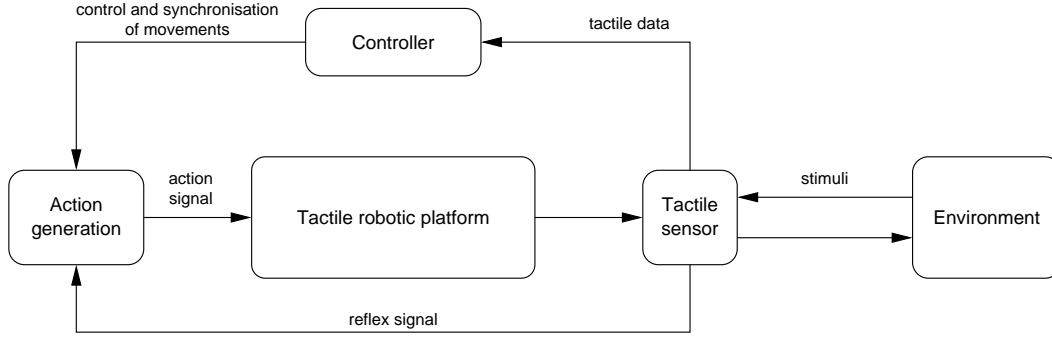 control and synchronisation
of movements
Controller
tactile data
Action
generation
action
signal
Tactile robotic platform
Tactile
sensor
stimuli
Environment
reflex signal